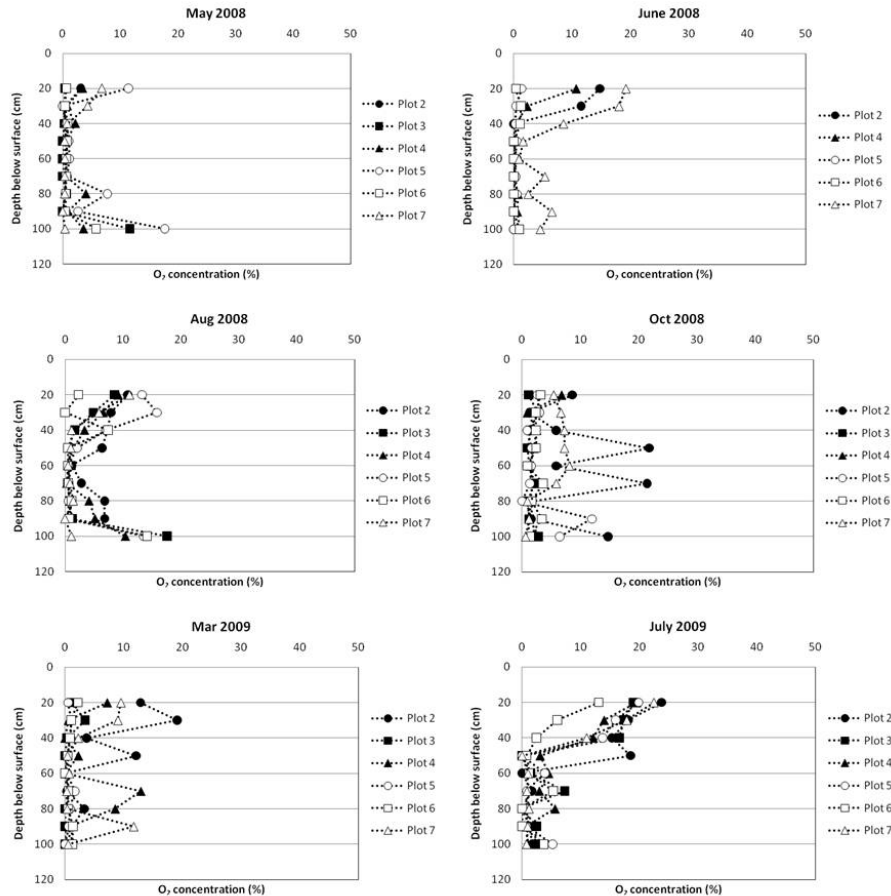 May 2008
0 10 20 30 40 50
0
20
40
60
80
100
120
Depth below surface (cm)
O₂ concentration (%)
Plot 2
Plot 3
Plot 4
Plot 5
Plot 6
Plot 7
June 2008
0 10 20 30 40 50
0
20
40
60
80
100
120
Depth below surface (cm)
O₂ concentration (%)
Plot 2
Plot 4
Plot 5
Plot 6
Plot 7
Aug 2008
0 10 20 30 40 50
0
20
40
60
80
100
120
Depth below surface (cm)
O₂ concentration (%)
Plot 2
Plot 3
Plot 4
Plot 5
Plot 6
Plot 7
Oct 2008
0 10 20 30 40 50
0
20
40
60
80
100
120
Depth below surface (cm)
O₂ concentration (%)
Plot 2
Plot 3
Plot 4
Plot 5
Plot 6
Plot 7
Mar 2009
0 10 20 30 40 50
0
20
40
60
80
100
120
Depth below surface (cm)
O₂ concentration (%)
Plot 2
Plot 3
Plot 4
Plot 5
Plot 6
Plot 7
July 2009
0 10 20 30 40 50
0
20
40
60
80
100
120
Depth below surface (cm)
O₂ concentration (%)
Plot 2
Plot 3
Plot 4
Plot 5
Plot 6
Plot 7